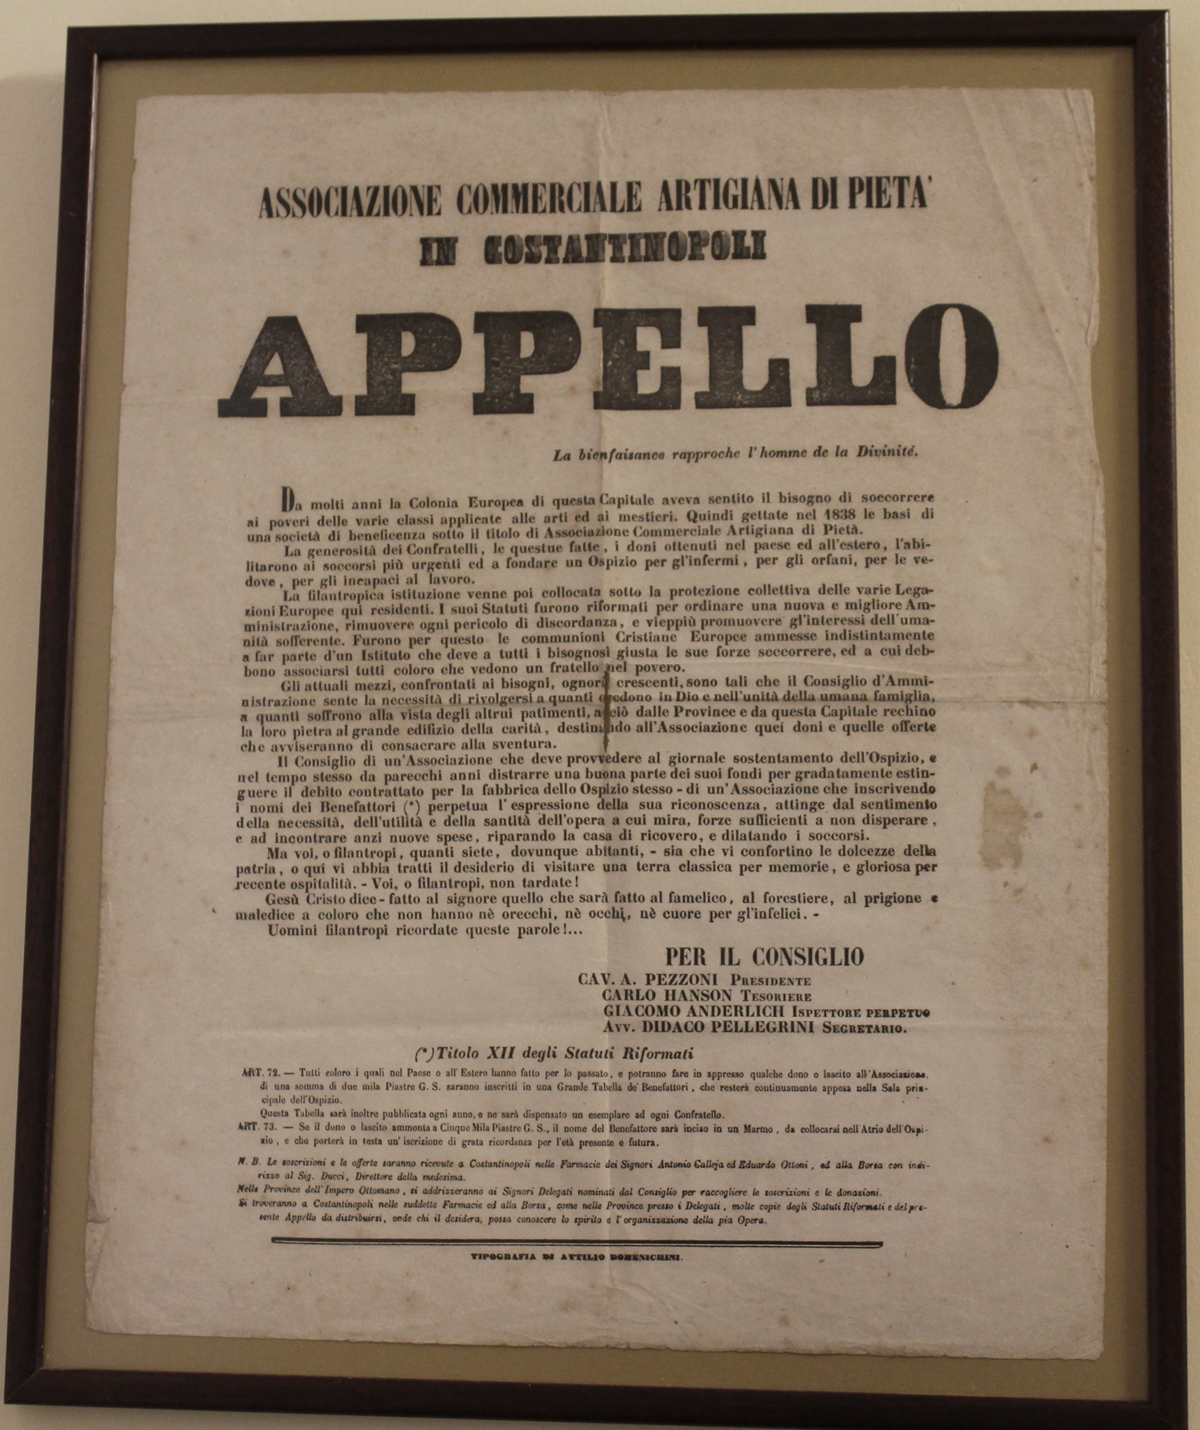 ASSOCIAZIONE COMMERCIALE ARTIGIANA DI PIETA'
IN COSTANTINOPOLI
APPELLO
La bienfaisance rapproche l'homme de la Divinité.
Da molti anni la Colonia Europea di questa Capitale aveva sentito il bisogno di soccorrere
ai poveri delle varie classi applicate alle arti ed ai mestieri. Quindi gettate nel 1838 le basi di
una società di beneficenza sotto il titolo di Associazione Commerciale Artigiana di Pietà.
La generosità dei Confratelli, le questue fatte, i doni ottenuti nel paese ed all'estero, l'abi-
litarono ai soccorsi più urgenti ed a fondare un Ospizio per gl'infermi, per gli orfani, per le ve-
dove, per gli incapaci al lavoro.
La filantropica istituzione venne poi collocata sotto la protezione collettiva delle varie Lega-
zioni Europee qui residenti. I suoi Statuti furono riformati per ordinare una nuova e migliore Am-
ministrazione, rimuovere ogni pericolo di discordanza, e vieppiù promuovere gl'interessi dell'uma-
nità sofferente. Furono per questo le communioni Cristiane Europee ammesse indistintamente
a far parte d'un Istituto che deve a tutti i bisognosi giusta le sue forze soccorrere, ed a cui deb-
bono associarsi tutti coloro che vedono un fratello nel povero.
Gli attuali mezzi, confrontati ai bisogni, ognori crescenti, sono tali che il Consiglio d'Ammi-
nistrazione sente la necessità di rivolgersi a quanti credono in Dio e nell'unità della umana famiglia,
a quanti soffrono alla vista degli altrui patimenti, acciò dalle Province e da questa Capitale rechino
la loro pietra al grande edifizio della carità, destinando all'Associazione quei doni e quelle offerte
che avviseranno di consacrare alla sventura.
Il Consiglio di un'Associazione che deve provvedere al giornale sostentamento dell'Ospizio, e
nel tempo stesso da parecchi anni distrarre una buona parte dei suoi fondi per gradatamente estin-
guere il debito contrattato per la fabbrica dello Ospizio stesso - di un'Associazione che inscrivendo
i nomi dei Benefattori (*) perpetua l'espressione della sua riconoscenza, attinge dal sentimento
della necessità, dell'utilità e della santità dell'opera a cui mira, forze sufficienti a non disperare,
e ad incontrare anzi nuove spese, riparando la casa di ricovero, e dilatando i soccorsi.
Ma voi, o filantropi, quanti siete, dovunque abitanti, - sia che vi confortino le dolcezze della
patria, o qui vi abbia tratti il desiderio di visitare una terra classica per memorie, e gloriosa per
recente ospitalità. - Voi, o filantropi, non tardate!
Gesù Cristo dice - fatto al signore quello che sarà fatto al famelico, al forestiere, al prigione e
maledice a coloro che non hanno nè orecchi, nè occhi, nè cuore per gl'infelici. -
Uomini filantropi ricordate queste parole!...
PER IL CONSIGLIO
CAV. A. PEZZONI PRESIDENTE
CARLO HANSON TESORIERE
GIACOMO ANDERLICH ISPETTORE PERPETUO
AVV. DIDACO PELLEGRINI SEGRETARIO.
(*) Titolo XII degli Statuti Riformati
ART. 72. — Tutti coloro i quali nel Paese o all'Estero hanno fatto per lo passato, e potranno fare in appresso qualche dono o lascito all'Associazione,
di una somma di due mila Piastre G. S. saranno inscritti in una Grande Tabella de' Benefattori, che resterà continuamente appesa nella Sala prin-
cipale dell'Ospizio.
Questa Tabella sarà inoltre pubblicata ogni anno, e ne sarà dispensato un esemplare ad ogni Confratello.
ART. 73. — Se il dono o lascito ammonta a Cinque Mila Piastre G. S., il nome del Benefattore sarà inciso in un Marmo, da collocarsi nell'Atrio dell'Ospi-
zio, e che porterà in testa un'iscrizione di grata ricordanza per l'età presente e futura.
N. B. Le soscrizioni e le offerte saranno ricevute a Costantinopoli nelle Farmacie dei Signori Antonio Calleja ed Eduardo Ottoni, ed alla Borsa con indi-
rizzo al Sig. Ducci, Direttore della medesima.
Nelle Province dell'Impero Ottomano, si addrizzeranno ai Signori Delegati nominati dal Consiglio per raccogliere le soscrizioni e le donazioni.
Si troveranno a Costantinopoli nelle suddette Farmacie ed alla Borsa, come nelle Province presso i Delegati, molte copie degli Statuti Riformati e del pre-
sente Appello da distribuirsi, onde chi il desidera, possa conoscere lo spirito e l'organizzazione della pia Opera.
TIPOGRAFIA DI ATTILIO DOMENICHINI.